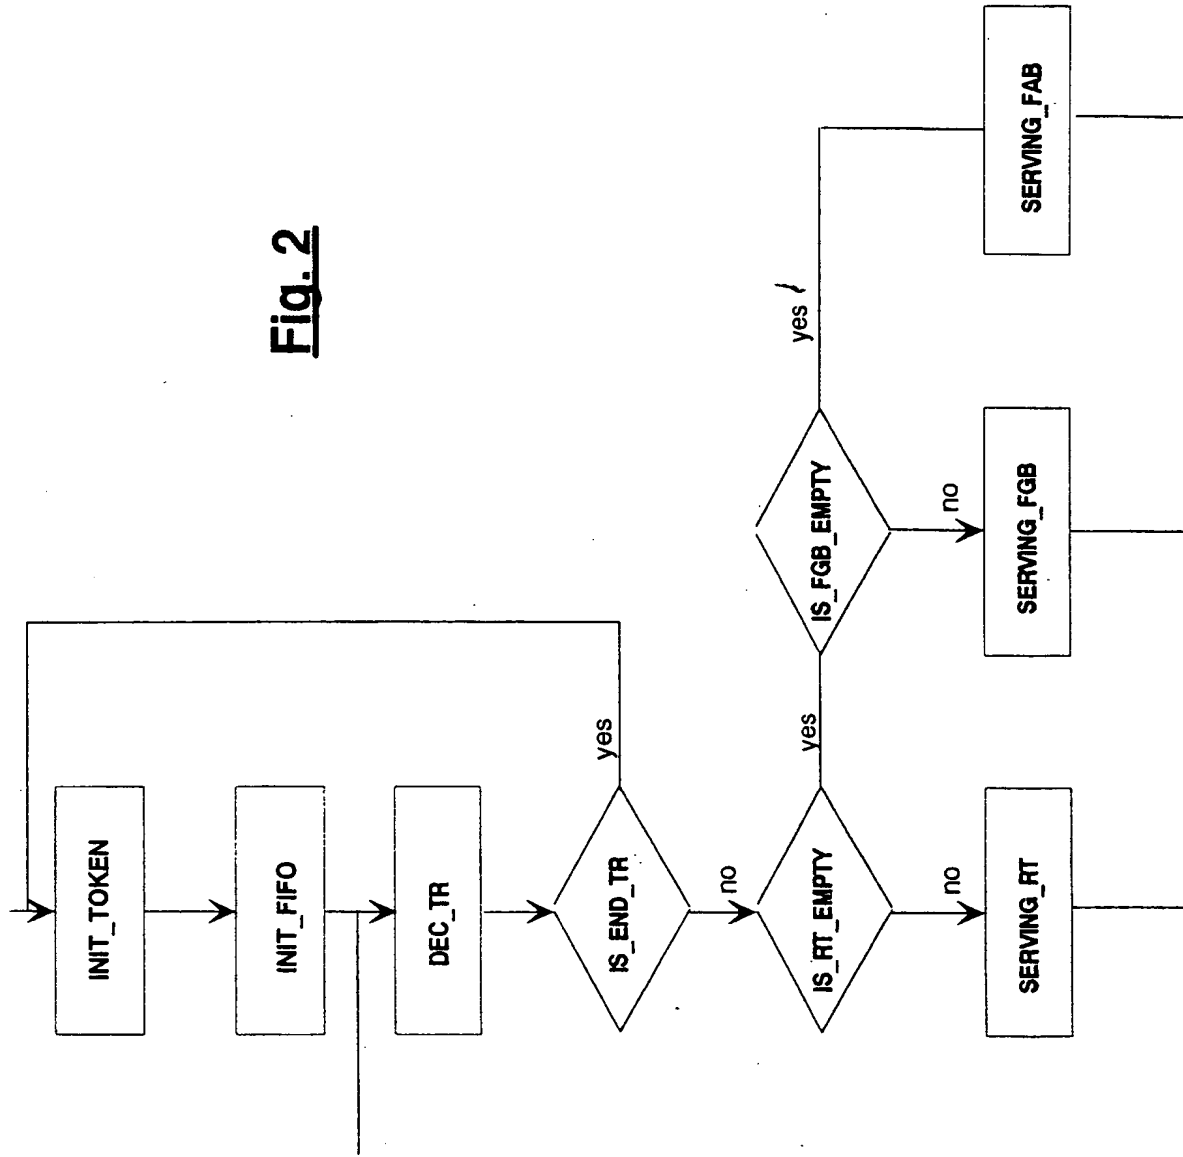 Fig. 2
INIT_TOKEN
INIT_FIFO
DEC_TR
IS_END_TR
yes
no
IS_RT_EMPTY
yes
IS_FGB_EMPTY
yes
no
no
SERVING_RT
SERVING_FGB
SERVING_FAB